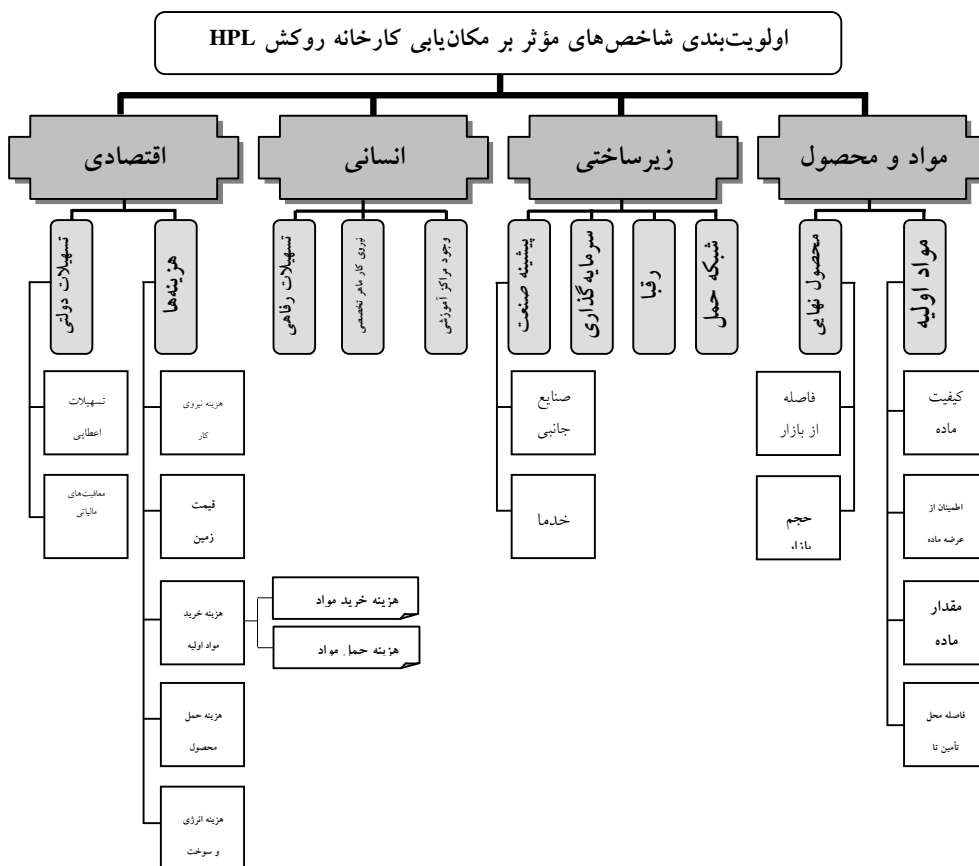 اولویت‌بندی شاخص‌های مؤثر بر مکان‌یابی کارخانه روکش HPL
مواد و محصول
زیرساختی
انسانی
اقتصادی
مواد اولیه
محصول نهایی
شبکه حمل
رقبا
سرمایه‌گذاری
پیشینه صنعت
وجود مراکز آموزشی
نیروی کار ماهر تخصصی
تسهیلات رفاهی
هزینه‌ها
تسهیلات دولتی
کیفیت
ماده
فاصله
از بازار
صنایع
جانبی
هزینه نیروی
کار
تسهیلات
اعطایی
اطمینان از
عرضه ماده
حجم
بازار
خدما
قیمت
زمین
معافیت‌های
مالیاتی
مقدار
ماده
هزینه خرید مواد
هزینه حمل مواد
هزینه خرید
مواد اولیه
فاصله محل
تأمین تا
هزینه حمل
محصول
هزینه انرژی
و سوخت